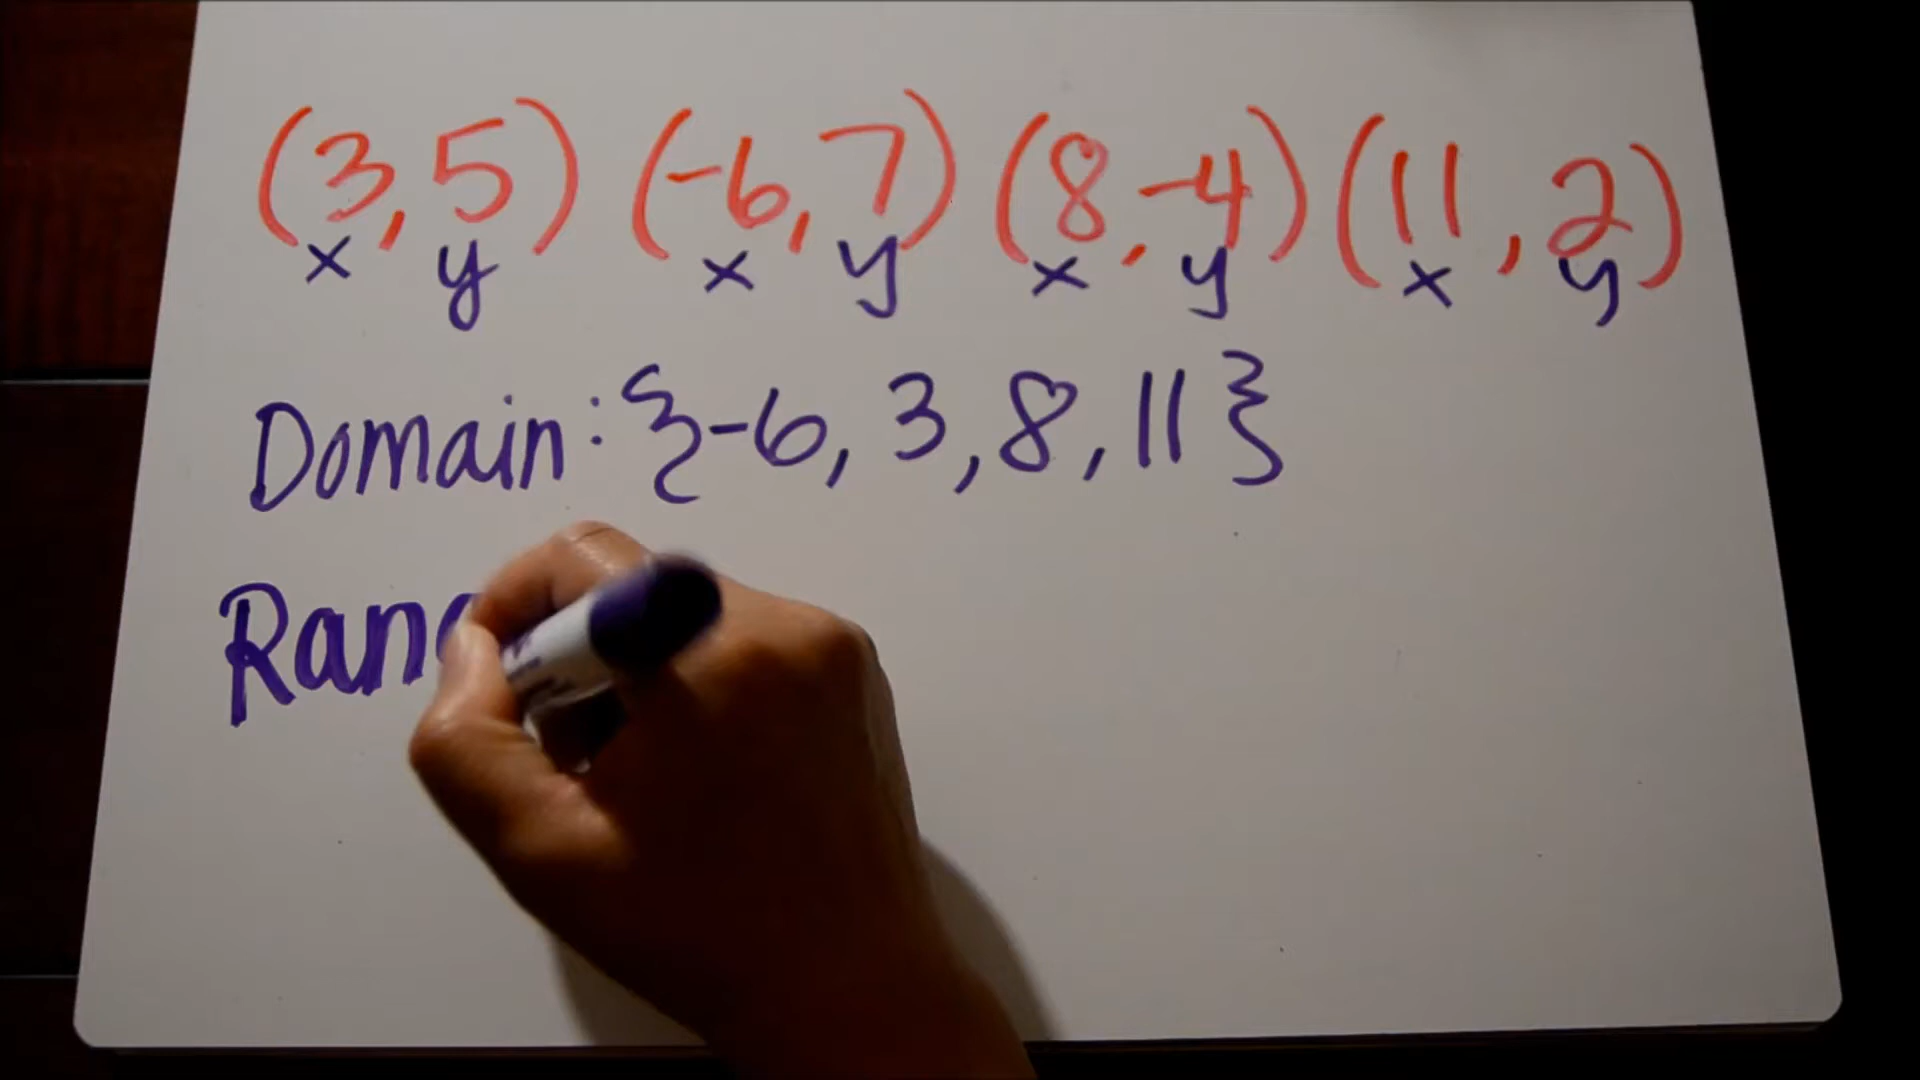 (3, 5) (-6, 7) (8, -4) (11, 2)
x y x y x y x y
Domain: {-6, 3, 8, 11}
Ran